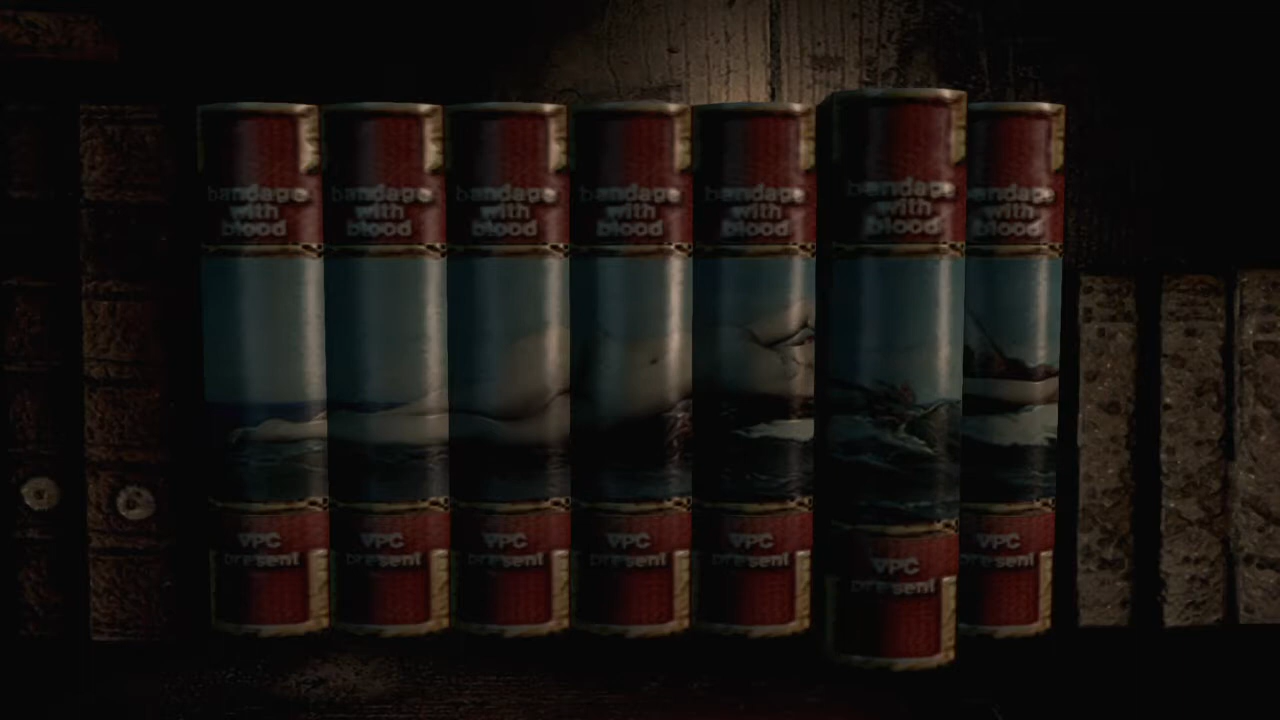 bandage
with
blood
bandage
with
blood
bandage
with
blood
bandage
with
blood
bandage
with
blood
bandage
with
blood
bandage
with
blood
VPC
present
VPC
present
VPC
present
VPC
present
VPC
present
VPC
present
VPC
present